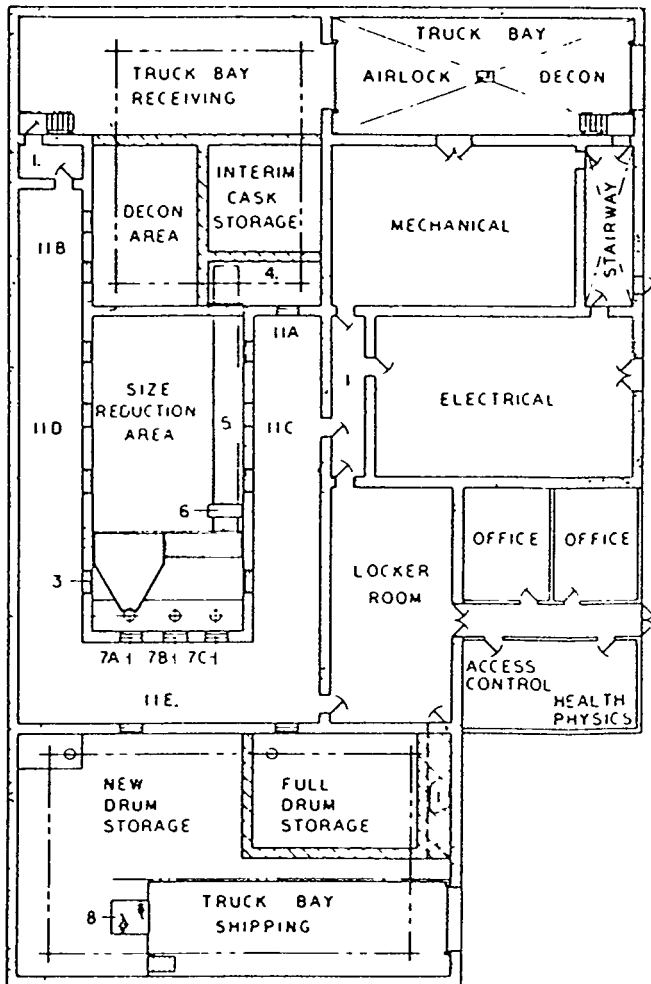 TRUCK BAY
AIRLOCK DECON
TRUCK BAY
RECEIVING
1.
INTERIM
CASK
STORAGE
DECON
AREA
MECHANICAL
STAIRWAY
11B
4.
11A
1
SIZE
REDUCTION
AREA
5
11D
11C
ELECTRICAL
6
OFFICE
OFFICE
3
LOCKER
ROOM
7A
7B
7C
ACCESS
CONTROL
HEALTH
PHYSICS
11E.
NEW
DRUM
STORAGE
FULL
DRUM
STORAGE
1
TRUCK BAY
SHIPPING
8